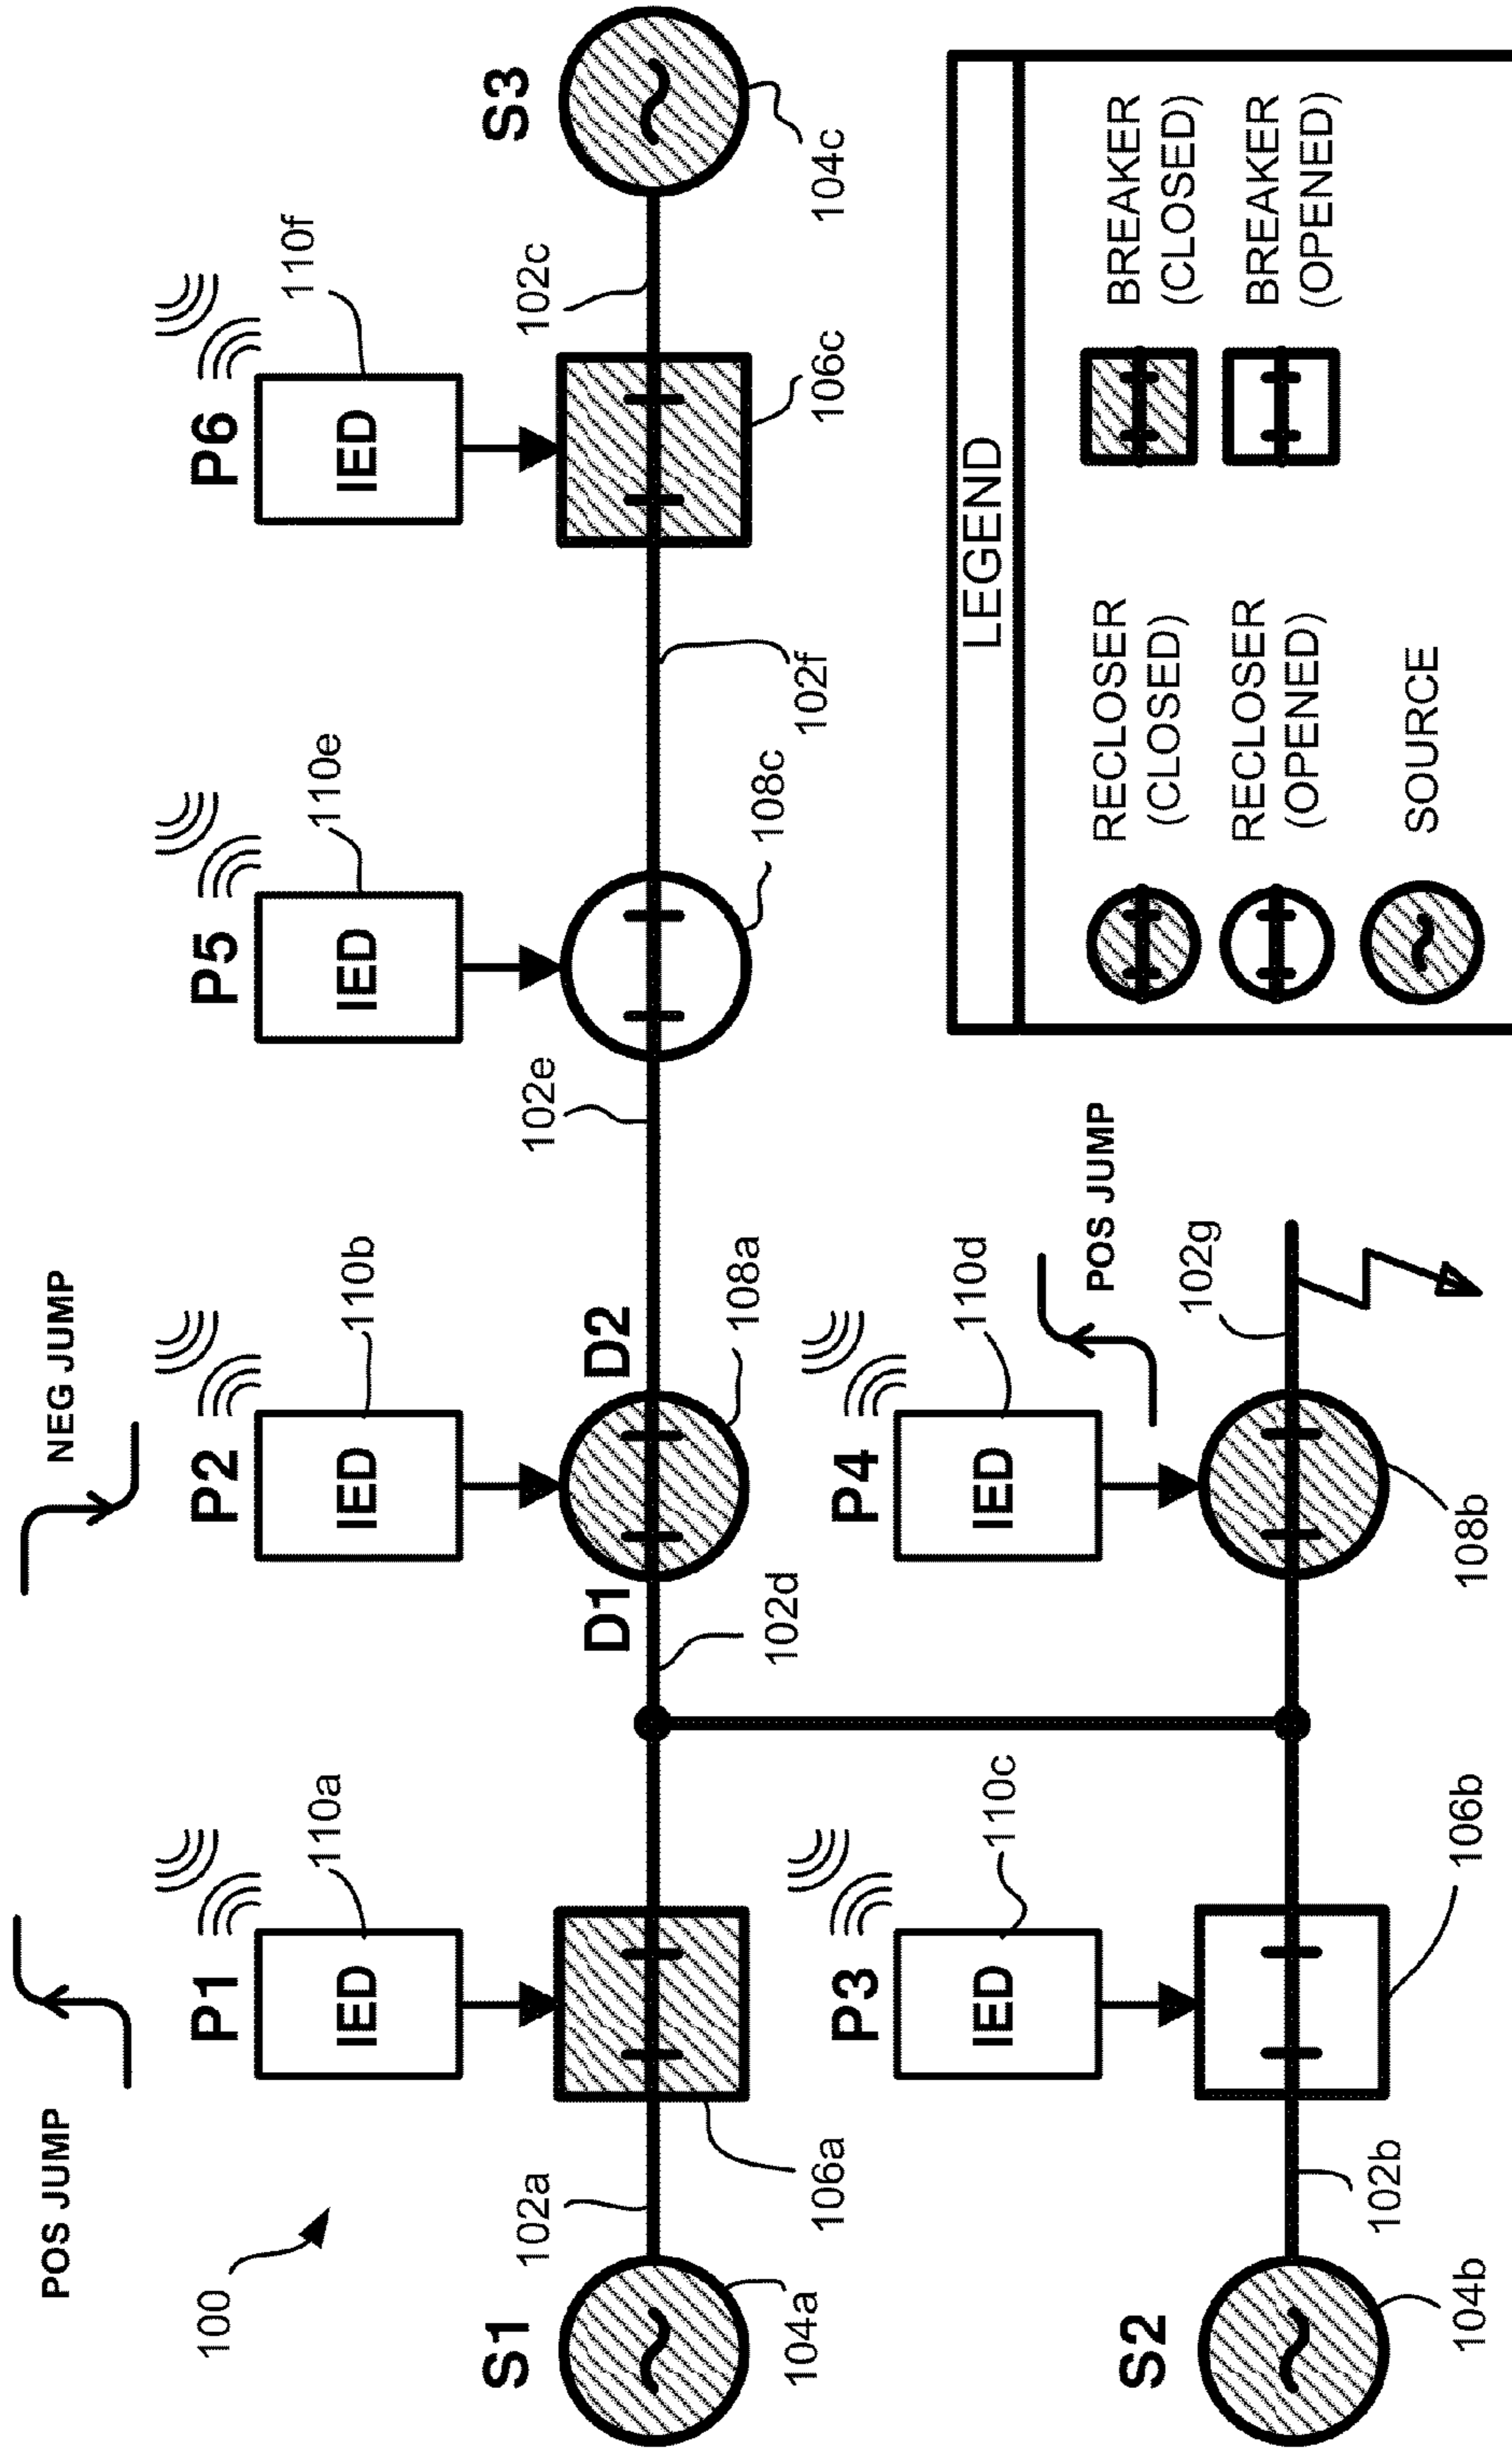 POS JUMP
NEG JUMP
100
P1
P2
P5
P6
110a
110b
110e
110f
IED
IED
IED
IED
S1
102a
D1
D2
102e
102c
S3
104a
106a
102d
108a
108c
102f
106c
104c
P3
P4
110c
110d
POS JUMP
IED
IED
S2
102g
104b
102b
106b
108b
LEGEND
RECLOSER
(CLOSED)
BREAKER
(CLOSED)
RECLOSER
(OPENED)
BREAKER
(OPENED)
SOURCE